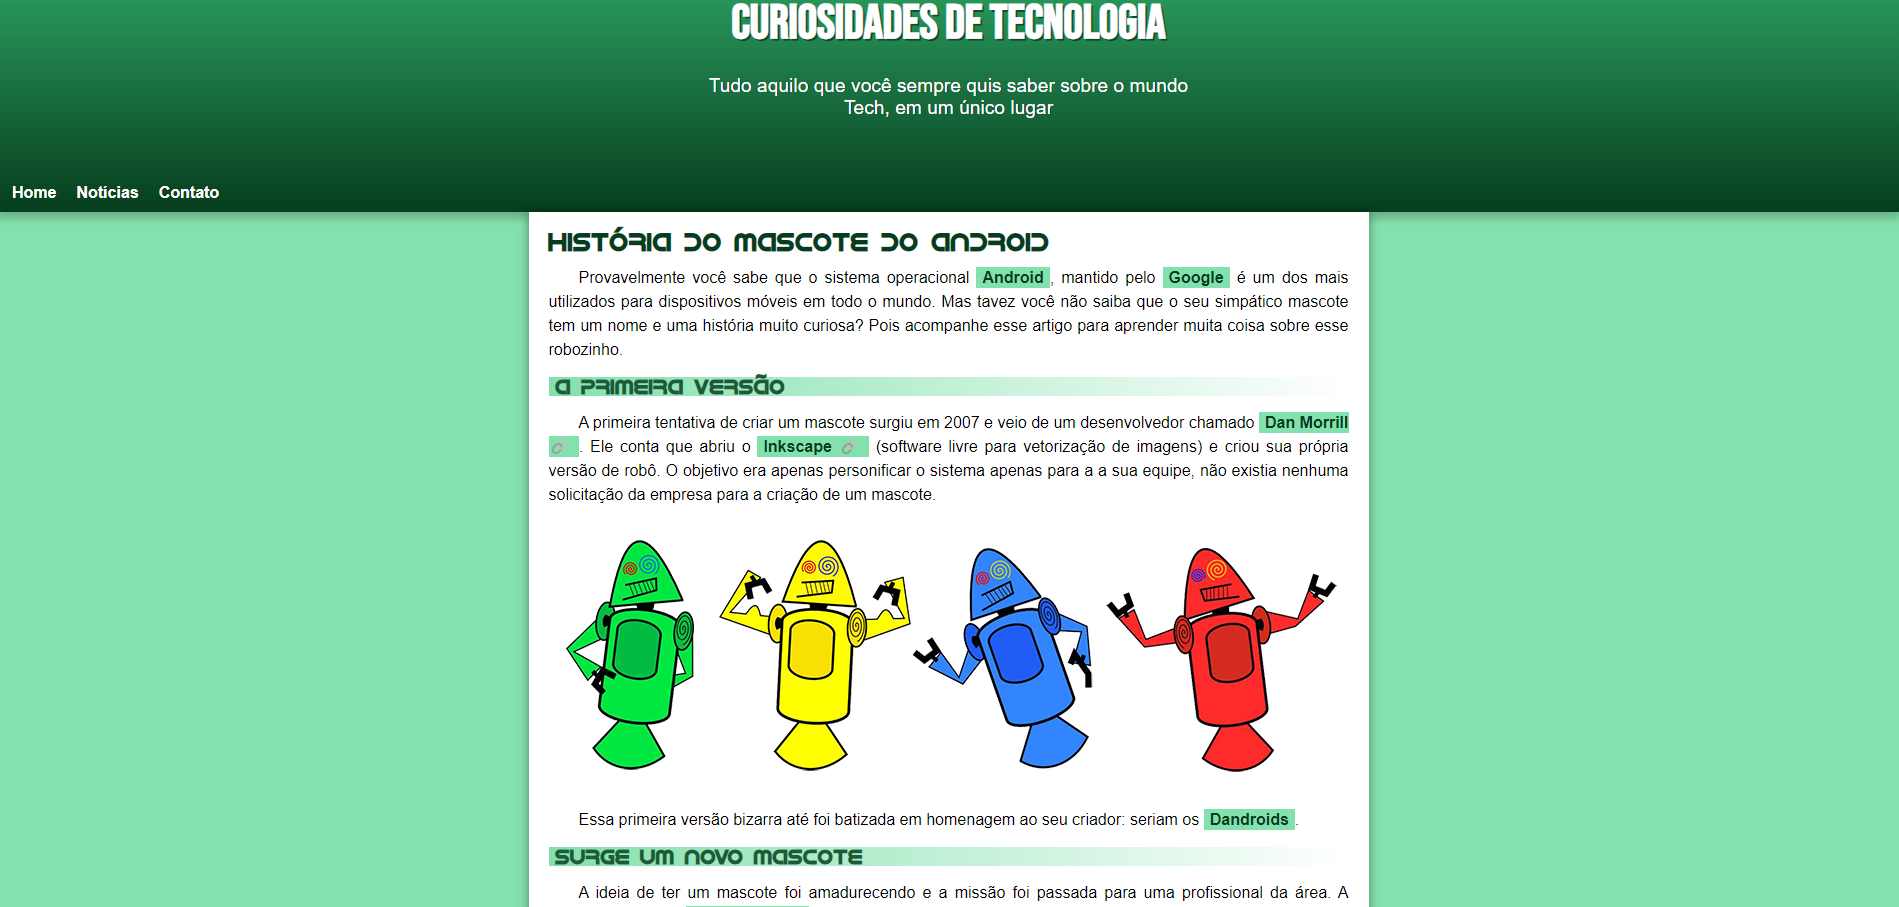 CURIOSIDADES DE TECNOLOGIA
Tudo aquilo que você sempre quis saber sobre o mundo
Tech, em um único lugar
Home Notícias Contato
HISTÓRIA DO MASCOTE DO ANDROID
Provavelmente você sabe que o sistema operacional Android, mantido pelo Google é um dos mais
utilizados para dispositivos móveis em todo o mundo. Mas tavez você não saiba que o seu simpático mascote
tem um nome e uma história muito curiosa? Pois acompanhe esse artigo para aprender muita coisa sobre esse
robozinho.
A PRIMEIRA VERSÃO
A primeira tentativa de criar um mascote surgiu em 2007 e veio de um desenvolvedor chamado Dan Morrill
. Ele conta que abriu o Inkscape (software livre para vetorização de imagens) e criou sua própria
versão de robô. O objetivo era apenas personificar o sistema apenas para a a sua equipe, não existia nenhuma
solicitação da empresa para a criação de um mascote.
Essa primeira versão bizarra até foi batizada em homenagem ao seu criador: seriam os Dandroids.
SURGE UM NOVO MASCOTE
A ideia de ter um mascote foi amadurecendo e a missão foi passada para uma profissional da área. A